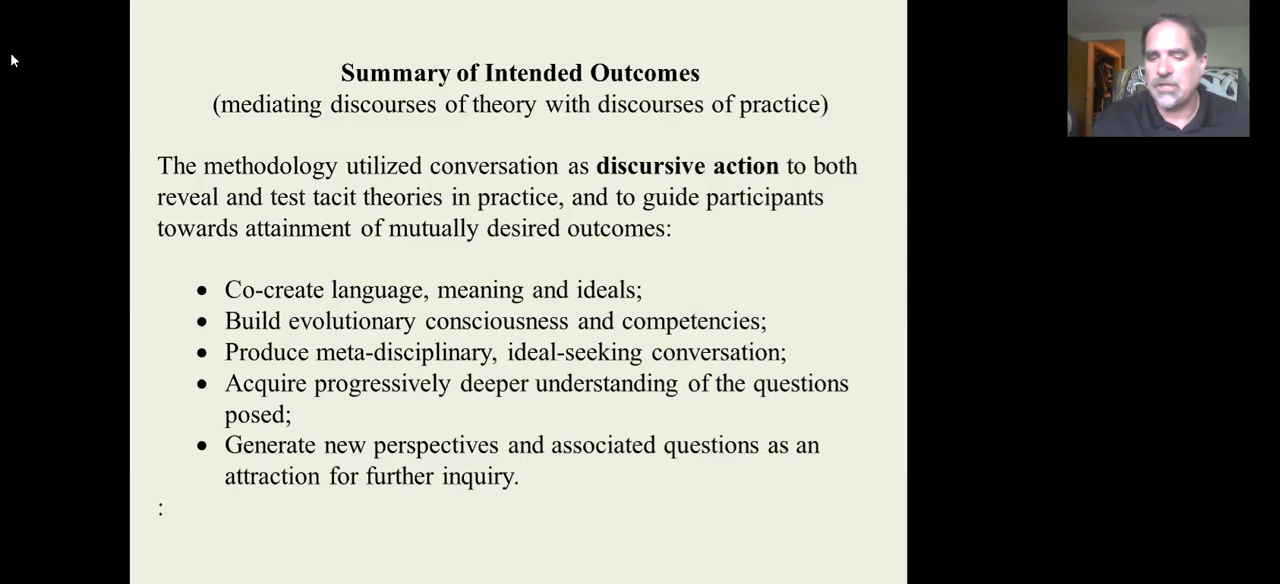 Summary of Intended Outcomes
(mediating discourses of theory with discourses of practice)
The methodology utilized conversation as discursive action to both
reveal and test tacit theories in practice, and to guide participants
towards attainment of mutually desired outcomes:
• Co-create language, meaning and ideals;
• Build evolutionary consciousness and competencies;
• Produce meta-disciplinary, ideal-seeking conversation;
• Acquire progressively deeper understanding of the questions
posed;
• Generate new perspectives and associated questions as an
attraction for further inquiry.
: